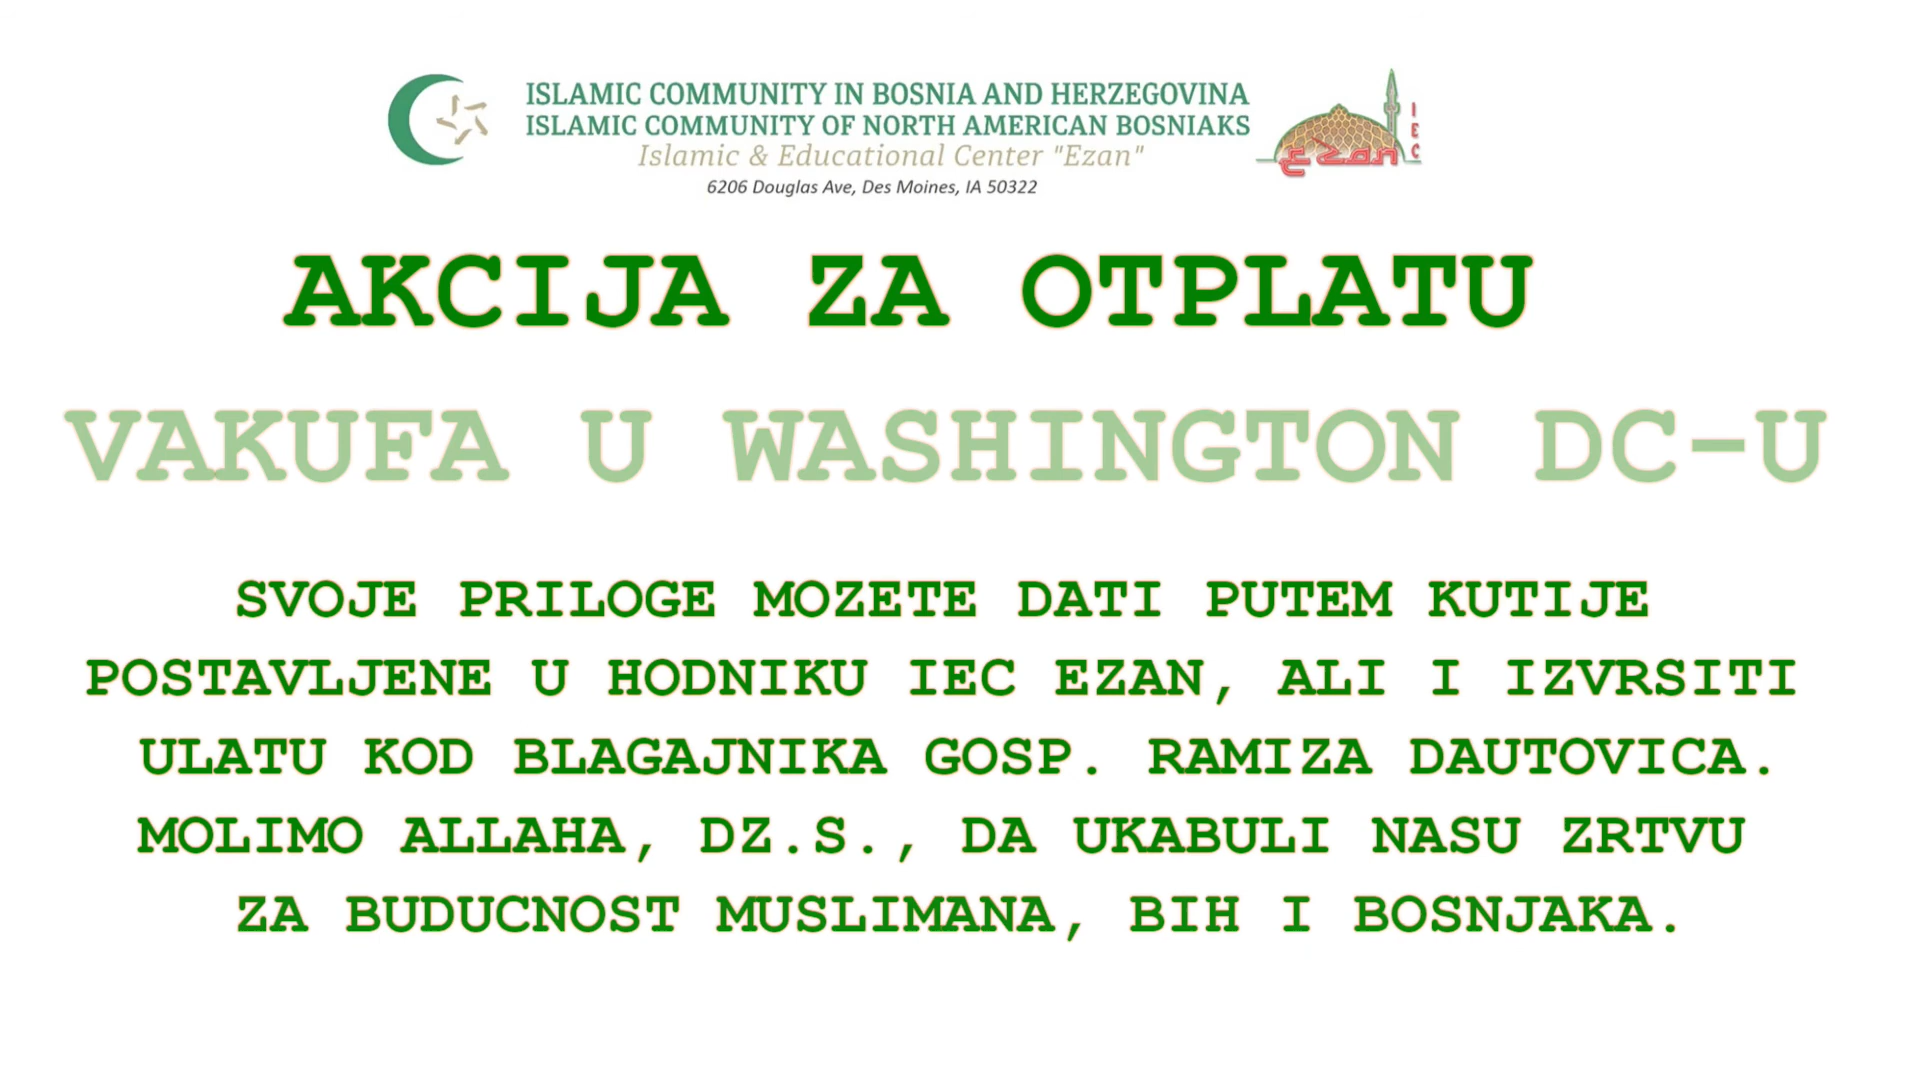 ISLAMIC COMMUNITY IN BOSNIA AND HERZEGOVINA
ISLAMIC COMMUNITY OF NORTH AMERICAN BOSNIAKS
Islamic & Educational Center "Ezan"
6206 Douglas Ave, Des Moines, IA 50322
Ezan
IEC
AKCIJA ZA OTPLATU
VAKUFA U WASHINGTON DC-U
SVOJE PRILOGE MOZETE DATI PUTEM KUTIJE
POSTAVLJENE U HODNIKU IEC EZAN, ALI I IZVRSITI
ULATU KOD BLAGAJNIKA GOSP. RAMIZA DAUTOVICA.
MOLIMO ALLAHA, DZ.S., DA UKABULI NASU ZRTVU
ZA BUDUCNOST MUSLIMANA, BIH I BOSNJAKA.